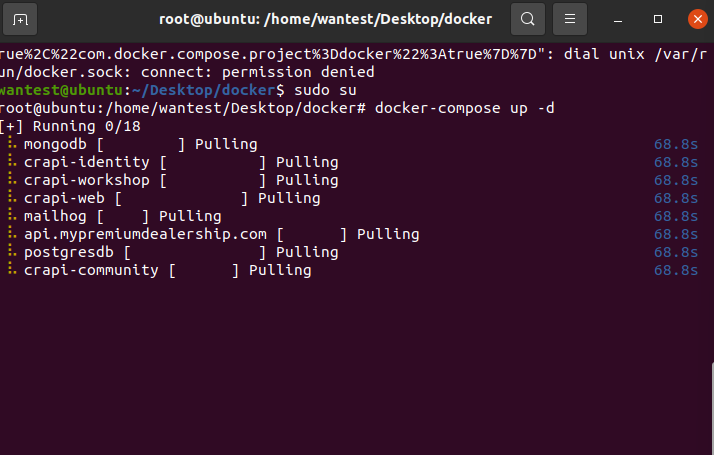 root@ubuntu: /home/wantest/Desktop/docker
rue%2C%22com.docker.compose.project%3Ddocker%22%3Atrue%7D%7D": dial unix /var/r
un/docker.sock: connect: permission denied
wantest@ubuntu:~/Desktop/docker$ sudo su
root@ubuntu:/home/wantest/Desktop/docker# docker-compose up -d
[+] Running 0/18
⠧ mongodb [        ] Pulling 68.8s
⠧ crapi-identity [          ] Pulling 68.8s
⠧ crapi-workshop [          ] Pulling 68.8s
⠧ crapi-web [             ] Pulling 68.8s
⠧ mailhog [    ] Pulling 68.8s
⠧ api.mypremiumdealership.com [      ] Pulling 68.8s
⠧ postgresdb [              ] Pulling 68.8s
⠧ crapi-community [      ] Pulling 68.8s